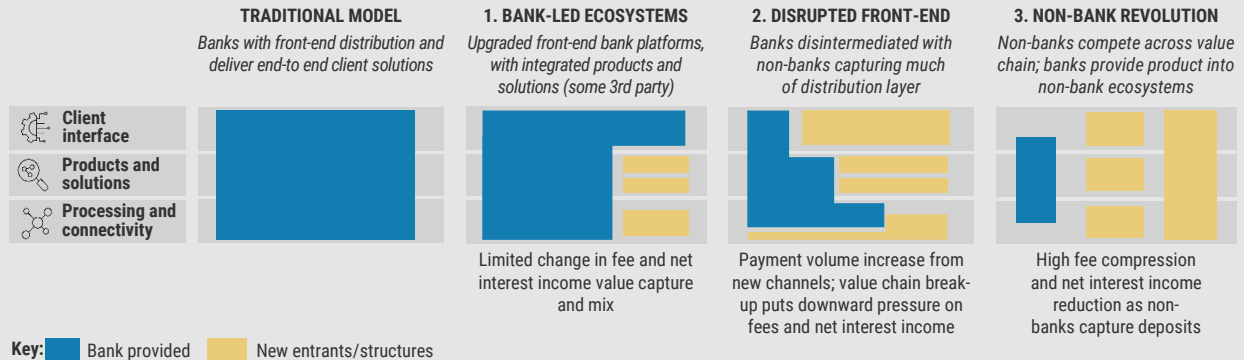 TRADITIONAL MODEL
Banks with front-end distribution and
deliver end-to end client solutions
1. BANK-LED ECOSYSTEMS
Upgraded front-end bank platforms,
with integrated products and
solutions (some 3rd party)
2. DISRUPTED FRONT-END
Banks disintermediated with
non-banks capturing much
of distribution layer
3. NON-BANK REVOLUTION
Non-banks compete across value
chain; banks provide product into
non-bank ecosystems
Client
interface
Products and
solutions
Processing and
connectivity
Limited change in fee and net
interest income value capture
and mix
Payment volume increase from
new channels; value chain break-
up puts downward pressure on
fees and net interest income
High fee compression
and net interest income
reduction as non-
banks capture deposits
Key:
Bank provided
New entrants/structures